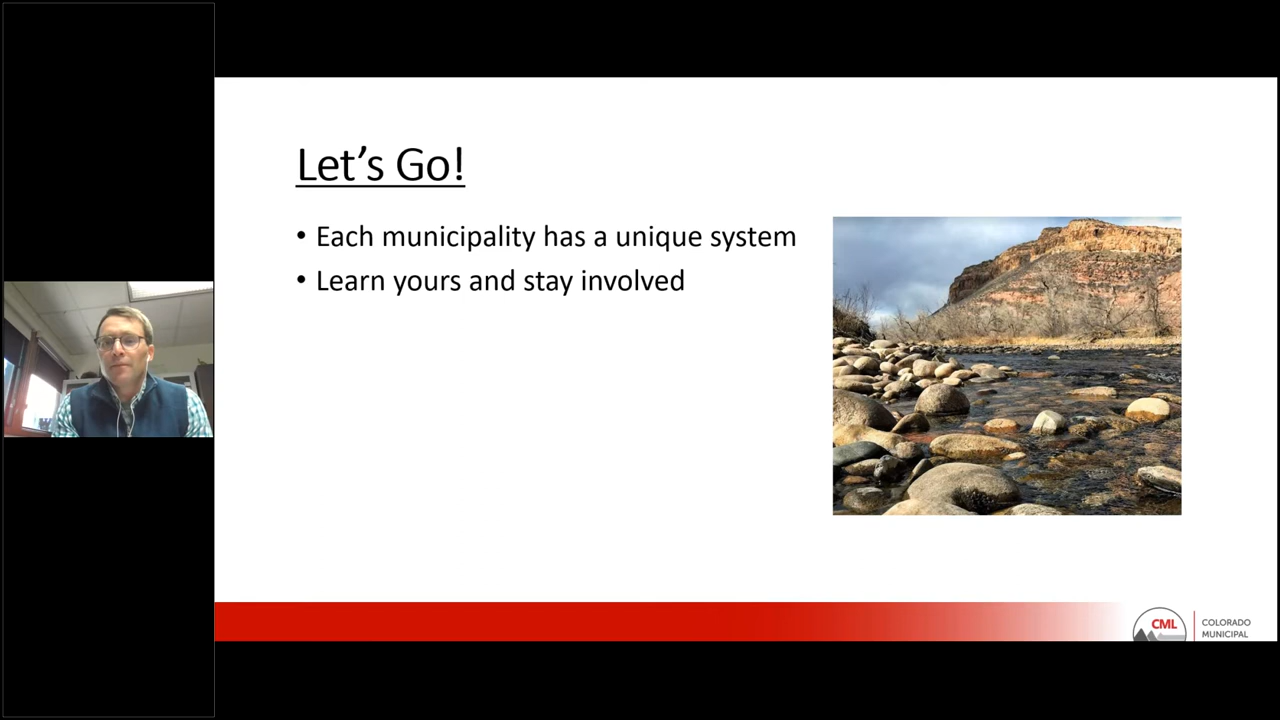 Let's Go!
• Each municipality has a unique system
• Learn yours and stay involved
CML
COLORADO
MUNICIPAL